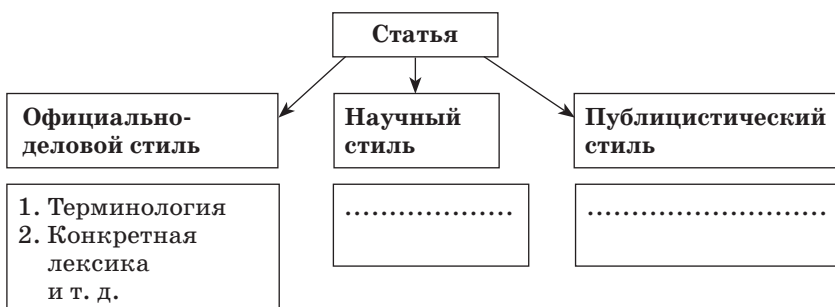 Статья
Официально-
деловой стиль
Научный
стиль
Публицистический
стиль
1. Терминология
2. Конкретная
лексика
и т. д.
...................
...........................